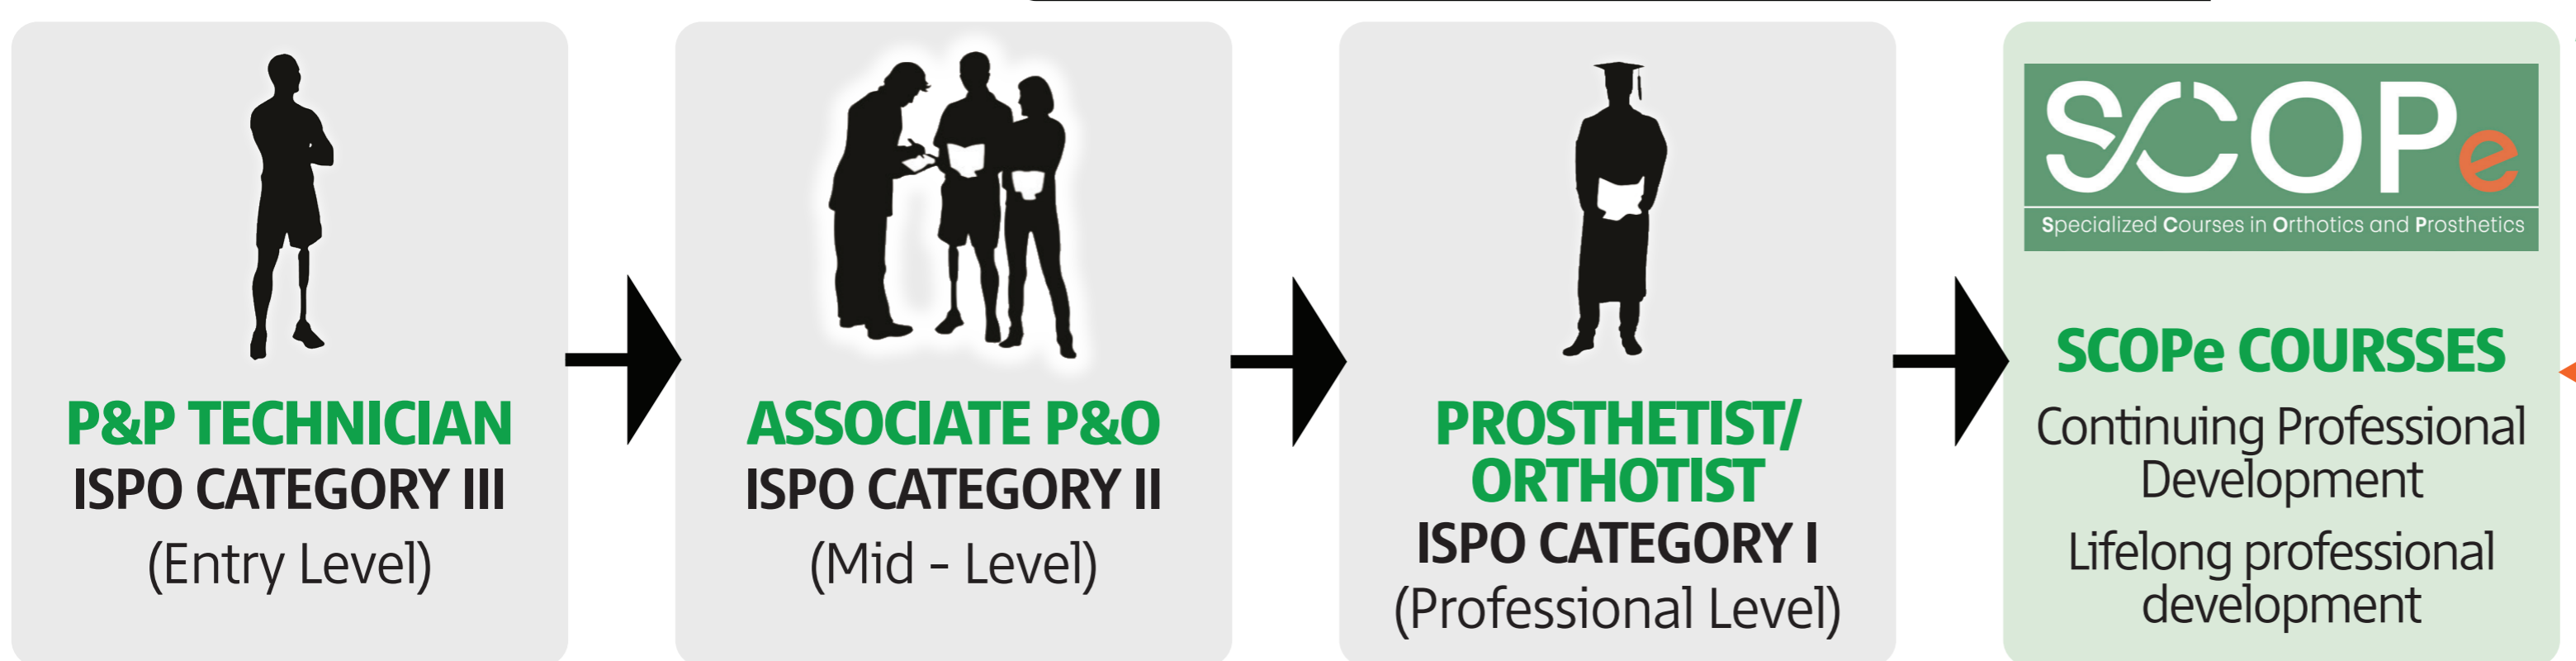 P&P TECHNICIAN
ISPO CATEGORY III
(Entry Level)
ASSOCIATE P&O
ISPO CATEGORY II
(Mid - Level)
PROSTHETIST/
ORTHOTIST
ISPO CATEGORY I
(Professional Level)
SCOPe
Specialized Courses in Orthotics and Prosthetics
SCOPe COURSSES
Continuing Professional
Development
Lifelong professional
development